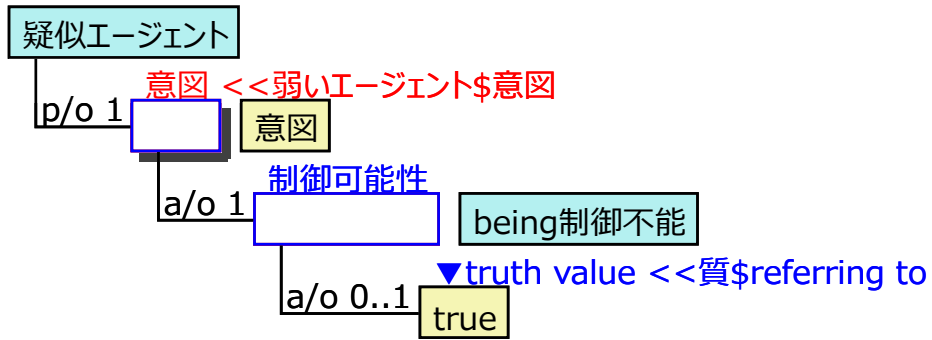 疑似エージェント
意図 <<弱いエージェント$意図
p/o 1
意図
制御可能性
a/o 1
being制御不能
▼truth value <<質$referring to
a/o 0..1
true